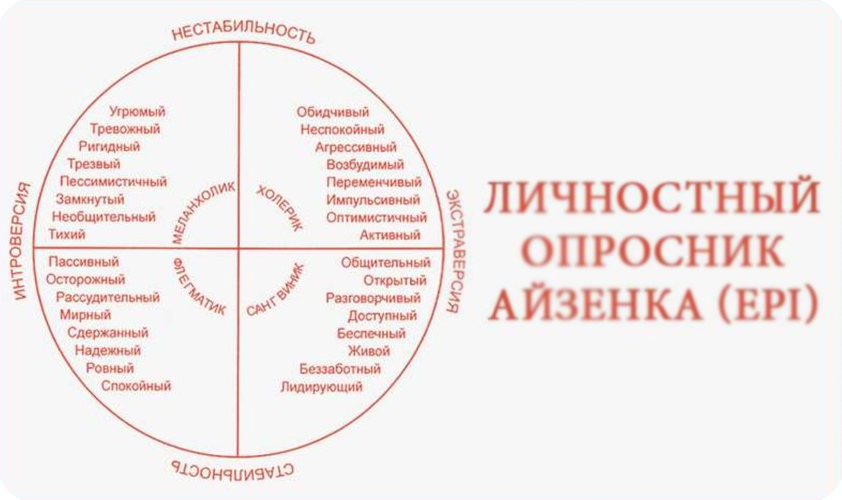 НЕСТАБИЛЬНОСТЬ
Угрюмый
Тревожный
Ригидный
Трезвый
Пессимистичный
Замкнутый
Необщительный
Тихий
МЕЛАНХОЛИК
Обидчивый
Неспокойный
Агрессивный
Возбудимый
Переменчивый
Импульсивный
Оптимистичный
Активный
ХОЛЕРИК
ИНТРОВЕРСИЯ
ЭКСТРАВЕРСИЯ
Пассивный
Осторожный
Рассудительный
Мирный
Сдержанный
Надежный
Ровный
Спокойный
ФЛЕГМАТИК
Общительный
Открытый
Разговорчивый
Доступный
Беспечный
Живой
Беззаботный
Лидирующий
САНГВИНИК
СТАБИЛЬНОСТЬ
ЛИЧНОСТНЫЙ
ОПРОСНИК
АЙЗЕНКА (EPI)